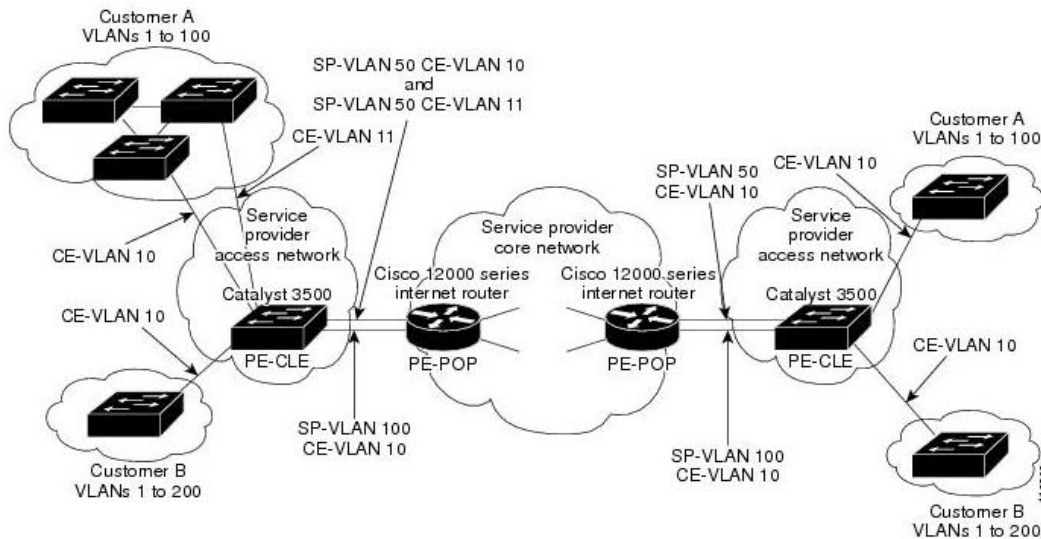 Customer A
VLANs 1 to 100
SP-VLAN 50 CE-VLAN 10
and
SP-VLAN 50 CE-VLAN 11
CE-VLAN 11
CE-VLAN 10
Service
provider
access network
Catalyst 3500
PE-CLE
CE-VLAN 10
Customer B
VLANs 1 to 200
SP-VLAN 100
CE-VLAN 10
Cisco 12000 series
internet router
PE-POP
Service provider
core network
Cisco 12000 series
internet router
PE-POP
SP-VLAN 50
CE-VLAN 10
SP-VLAN 100
CE-VLAN 10
Service
provider
access network
Catalyst 3500
PE-CLE
CE-VLAN 10
Customer A
VLANs 1 to 100
CE-VLAN 10
Customer B
VLANs 1 to 200